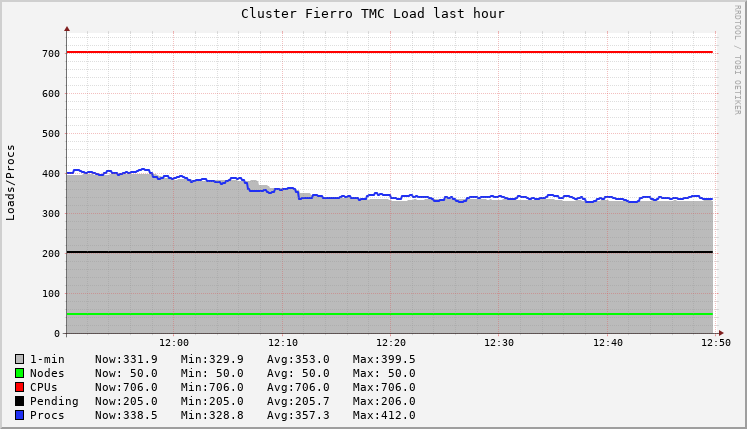 Cluster Fierro TMC Load last hour
RRDTOOL / TOBI OETIKER
Loads/Procs
700
600
500
400
300
200
100
0
12:00 12:10 12:20 12:30 12:40 12:50
1-min Now:331.9 Min:329.9 Avg:353.0 Max:399.5
Nodes Now: 50.0 Min: 50.0 Avg: 50.0 Max: 50.0
CPUs Now:706.0 Min:706.0 Avg:706.0 Max:706.0
Pending Now:205.0 Min:205.0 Avg:205.7 Max:206.0
Procs Now:338.5 Min:328.8 Avg:357.3 Max:412.0